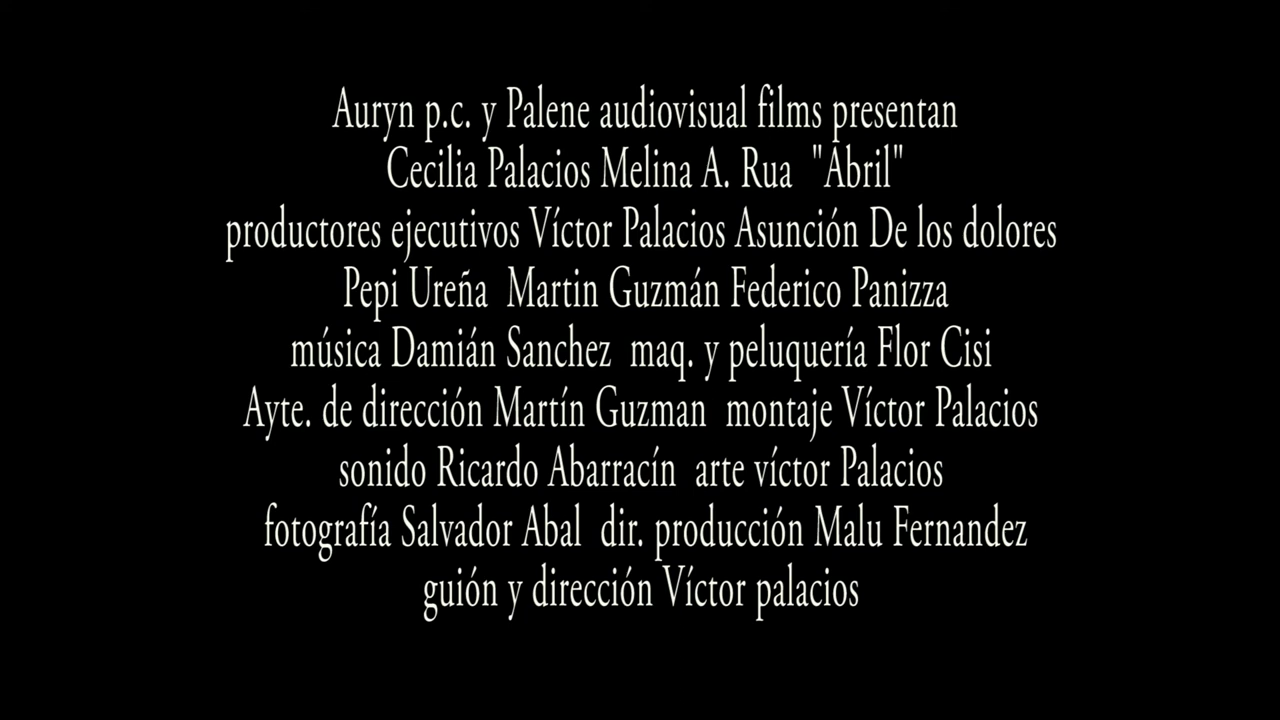 Auryn p.c. y Palene audiovisual films presentan
Cecilia Palacios Melina A. Rua "Abril"
productores ejecutivos Víctor Palacios Asunción De los dolores
Pepi Ureña Martin Guzmán Federico Panizza
música Damián Sanchez maq. y peluquería Flor Cisi
Ayte. de dirección Martín Guzman montaje Víctor Palacios
sonido Ricardo Abarracín arte víctor Palacios
fotografía Salvador Abal dir. producción Malu Fernandez
guión y dirección Víctor palacios